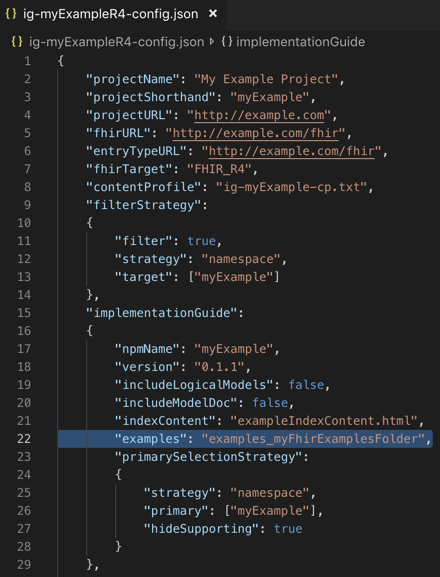 {} ig-myExampleR4-config.json ×
{} ig-myExampleR4-config.json › {} implementationGuide
1 {
2 "projectName": "My Example Project",
3 "projectShorthand": "myExample",
4 "projectURL": "http://example.com",
5 "fhirURL": "http://example.com/fhir",
6 "entryTypeURL": "http://example.com/fhir",
7 "fhirTarget": "FHIR_R4",
8 "contentProfile": "ig-myExample-cp.txt",
9 "filterStrategy":
10 {
11 "filter": true,
12 "strategy": "namespace",
13 "target": ["myExample"]
14 },
15 "implementationGuide":
16 {
17 "npmName": "myExample",
18 "version": "0.1.1",
19 "includeLogicalModels": false,
20 "includeModelDoc": false,
21 "indexContent": "exampleIndexContent.html",
22 "examples": "examples_myFhirExamplesFolder",
23 "primarySelectionStrategy":
24 {
25 "strategy": "namespace",
26 "primary": ["myExample"],
27 "hideSupporting": true
28 }
29 },